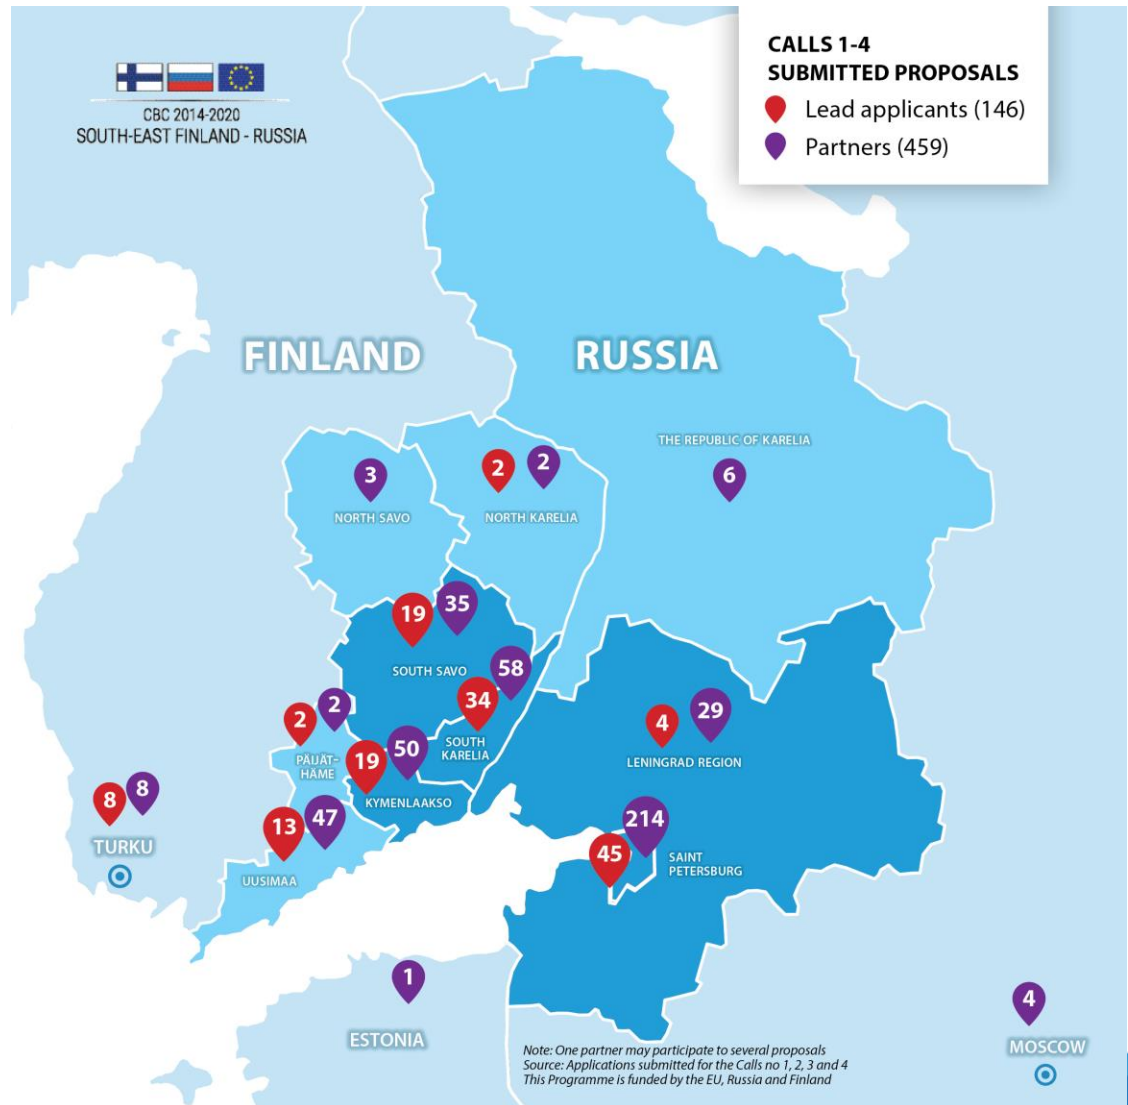 CALLS 1-4
SUBMITTED PROPOSALS
Lead applicants (146)
Partners (459)
CBC 2014-2020
SOUTH-EAST FINLAND - RUSSIA
FINLAND
RUSSIA
THE REPUBLIC OF KARELIA
6
3
NORTH SAVO
2
2
NORTH KARELIA
19
35
SOUTH SAVO
58
34
SOUTH
KARELIA
4
29
LENINGRAD REGION
2
2
PÄIJÄT-
HÄME
19
50
KYMENLAAKSO
8
8
TURKU
13
47
UUSIMAA
214
45
SAINT
PETERSBURG
1
ESTONIA
4
MOSCOW
Note: One partner may participate to several proposals
Source: Applications submitted for the Calls no 1, 2, 3 and 4
This Programme is funded by the EU, Russia and Finland